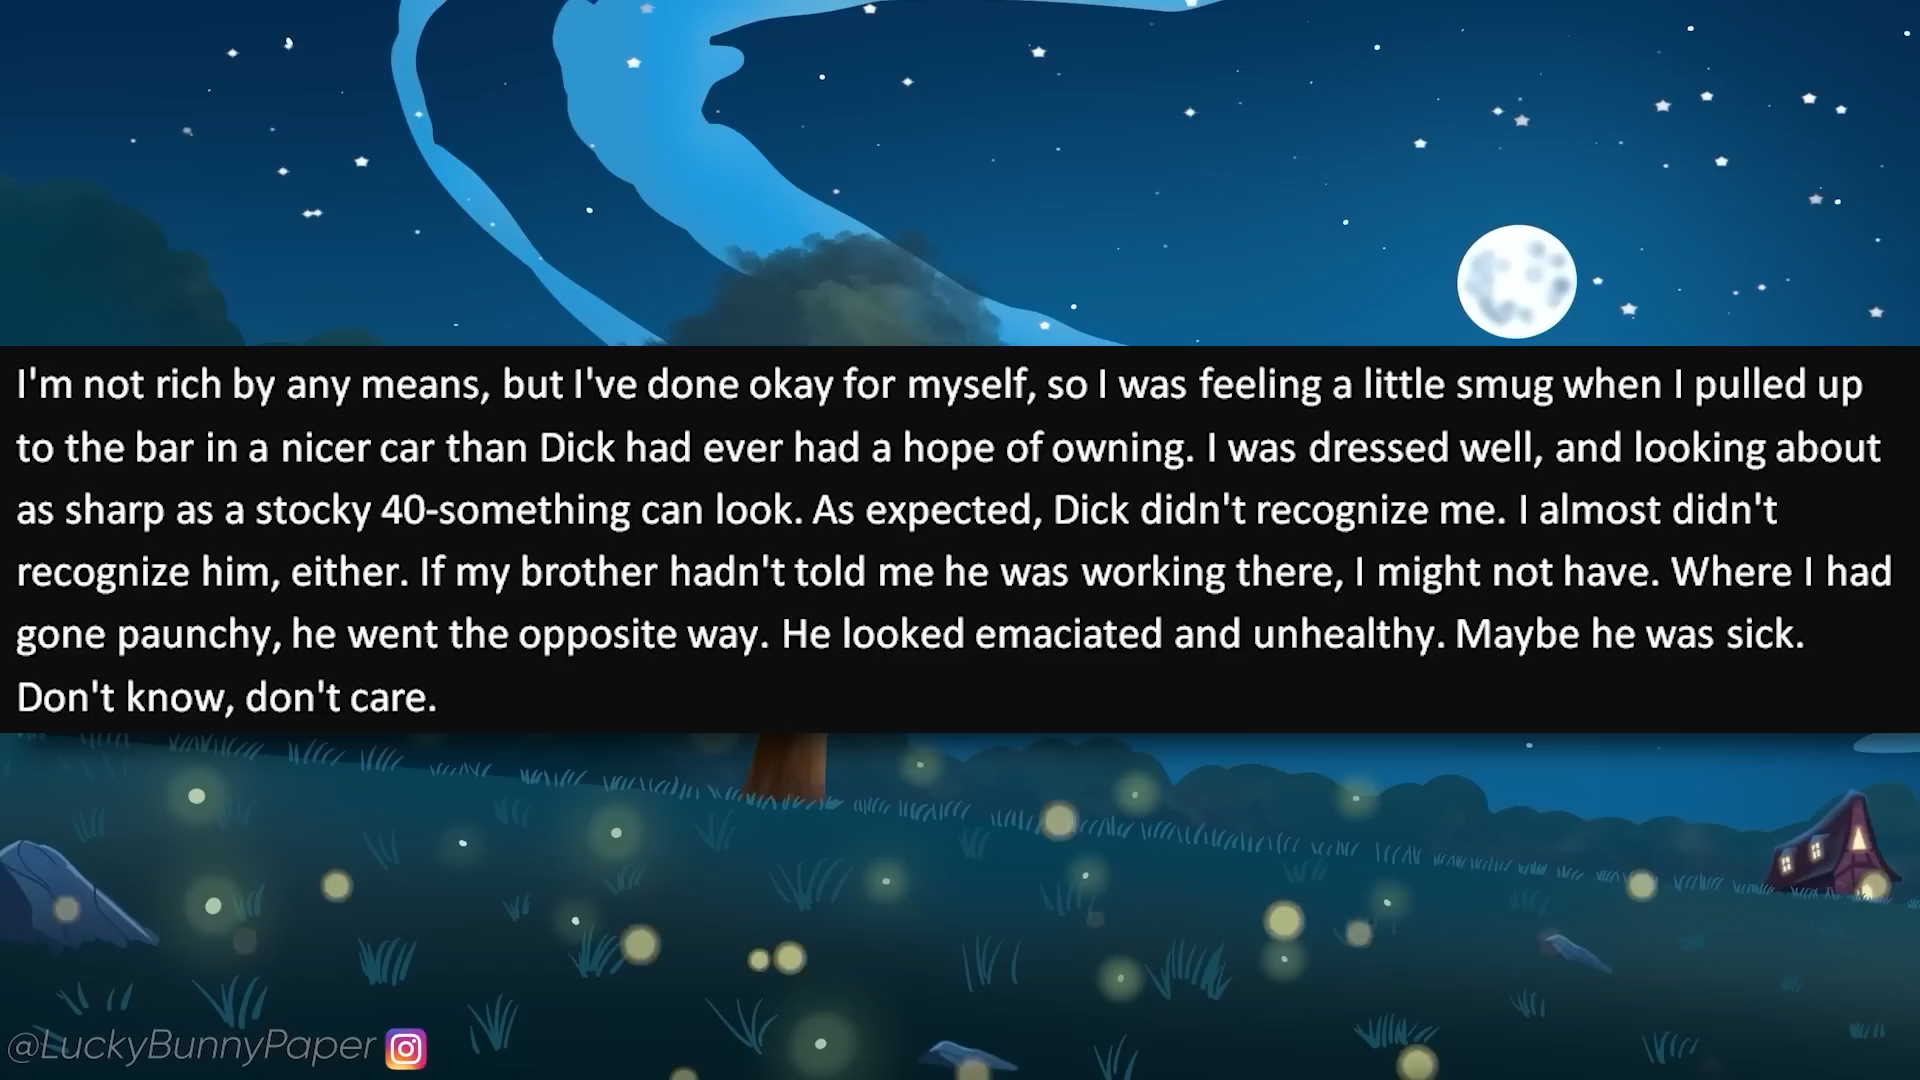 I'm not rich by any means, but I've done okay for myself, so I was feeling a little smug when I pulled up
to the bar in a nicer car than Dick had ever had a hope of owning. I was dressed well, and looking about
as sharp as a stocky 40-something can look. As expected, Dick didn't recognize me. I almost didn't
recognize him, either. If my brother hadn't told me he was working there, I might not have. Where I had
gone paunchy, he went the opposite way. He looked emaciated and unhealthy. Maybe he was sick.
Don't know, don't care.
@LuckyBunnyPaper